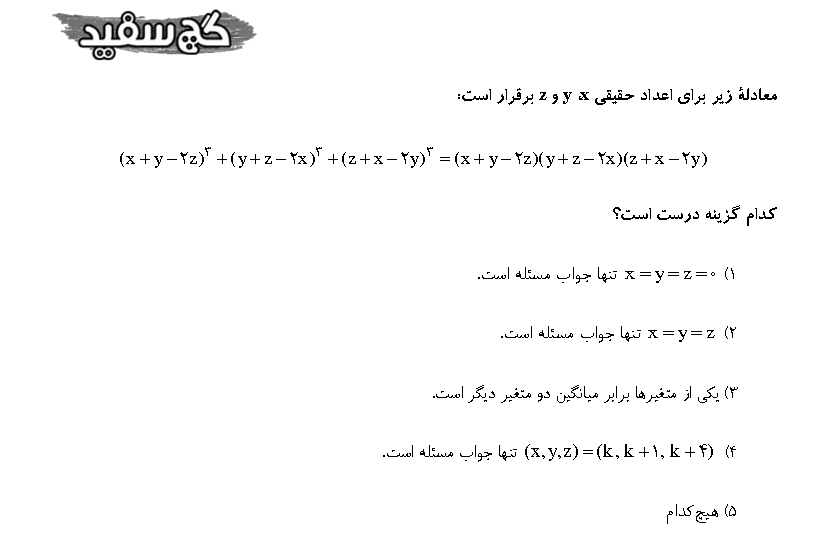 گچ سفید
معادلهٔ زیر برای اعداد حقیقی x، y و z برقرار است:
(x+y−۲z)^۳ + (y+z−۲x)^۳ + (z+x−۲y)^۳ = (x+y−۲z)(y+z−۲x)(z+x−۲y)
کدام گزینه درست است؟
۱) x = y = z = ۰ تنها جواب مسئله است.
۲) x = y = z تنها جواب مسئله است.
۳) یکی از متغیرها برابر میانگین دو متغیر دیگر است.
۴) (x, y, z) = (k, k+۱, k+۴) تنها جواب مسئله است.
۵) هیچ‌کدام